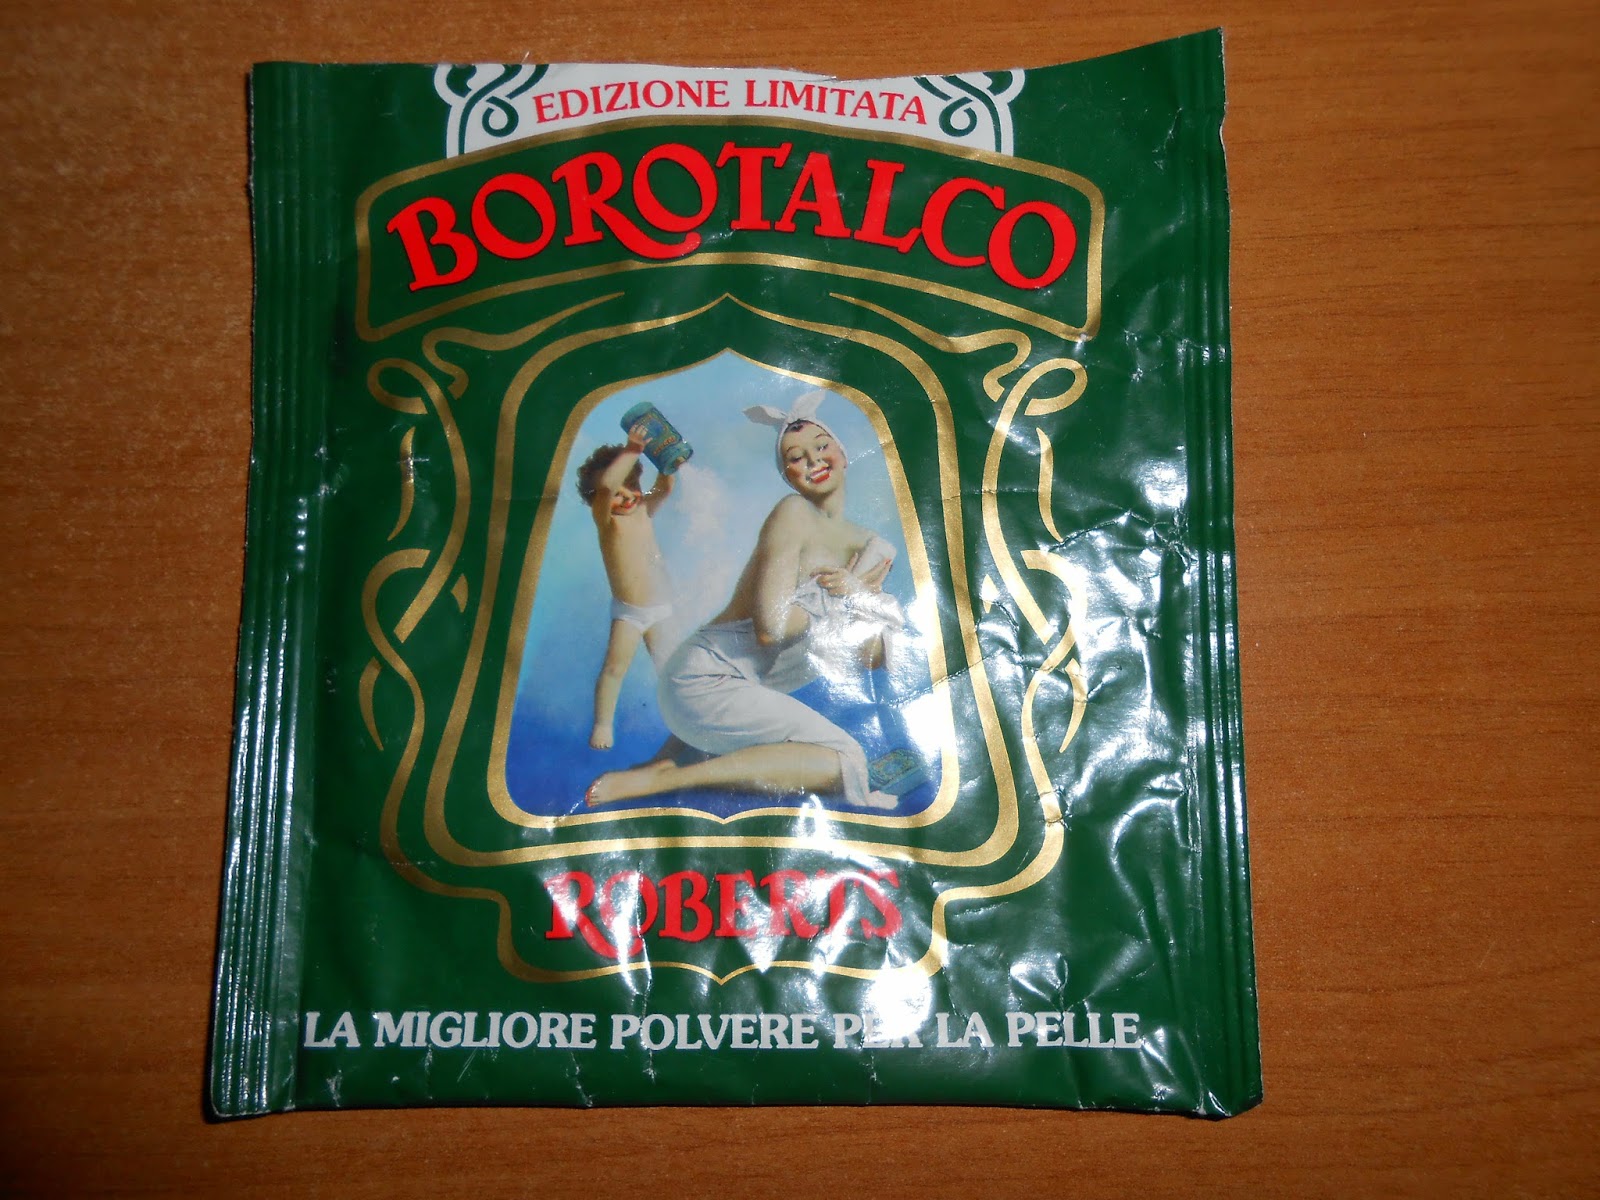 EDIZIONE LIMITATA
BOROTALCO
ROBERTS
LA MIGLIORE POLVERE PER LA PELLE